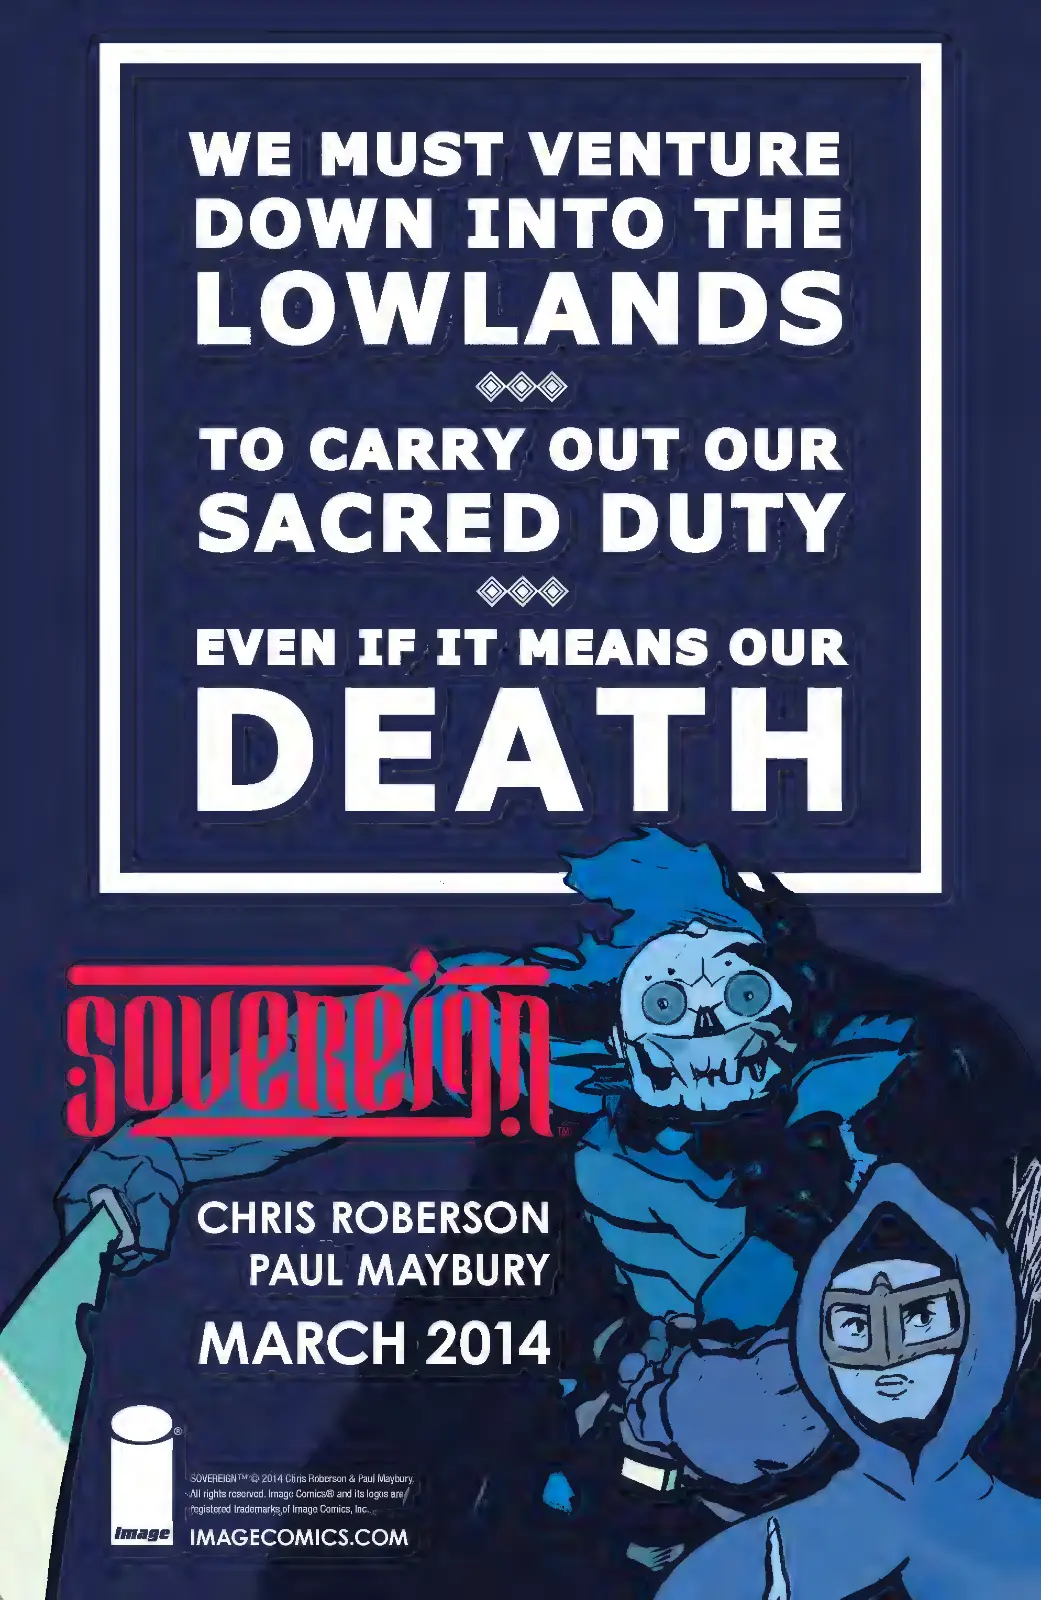 WE MUST VENTURE
DOWN INTO THE
LOWLANDS
TO CARRY OUT OUR
SACRED DUTY
EVEN IF IT MEANS OUR
DEATH
SOVEREIGN
TM
CHRIS ROBERSON
PAUL MAYBURY
MARCH 2014
image
®
SOVEREIGN™ © 2014 Chris Roberson & Paul Maybury.
All rights reserved. Image Comics® and its logos are
registered trademarks of Image Comics, Inc.
IMAGECOMICS.COM